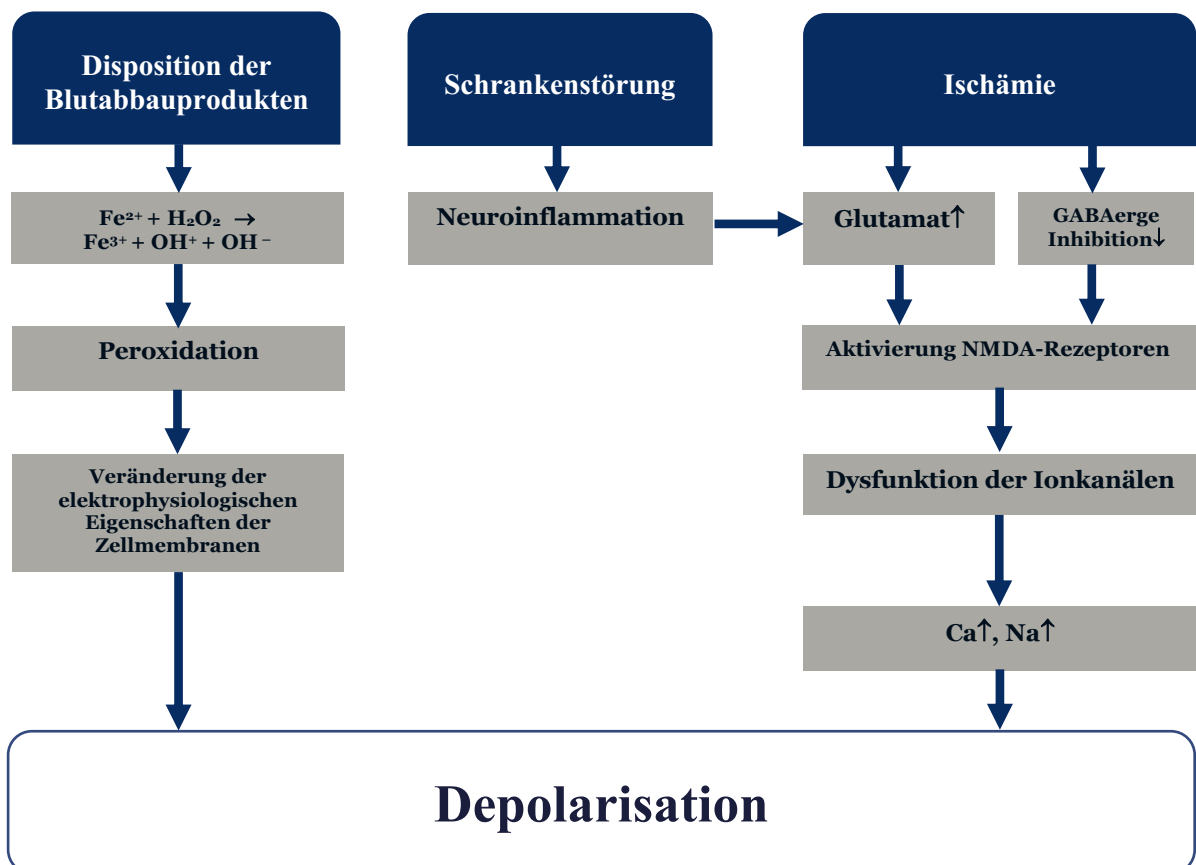 Disposition der
Blutabbauprodukten
Schrankenstörung
Ischämie
Fe²⁺ + H₂O₂ →
Fe³⁺ + OH⁺ + OH⁻
Neuroinflammation
Glutamat↑
GABAerge
Inhibition↓
Peroxidation
Aktivierung NMDA-Rezeptoren
Veränderung der
elektrophysiologischen
Eigenschaften der
Zellmembranen
Dysfunktion der Ionkanälen
Ca↑, Na↑
Depolarisation